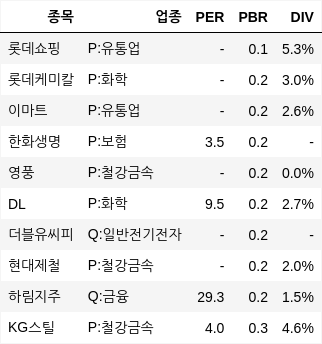 종목 업종 PER PBR DIV
롯데쇼핑 P:유통업 - 0.1 5.3%
롯데케미칼 P:화학 - 0.2 3.0%
이마트 P:유통업 - 0.2 2.6%
한화생명 P:보험 3.5 0.2 -
영풍 P:철강금속 - 0.2 0.0%
DL P:화학 9.5 0.2 2.7%
더블유씨피 Q:일반전기전자 - 0.2 -
현대제철 P:철강금속 - 0.2 2.0%
하림지주 Q:금융 29.3 0.2 1.5%
KG스틸 P:철강금속 4.0 0.3 4.6%